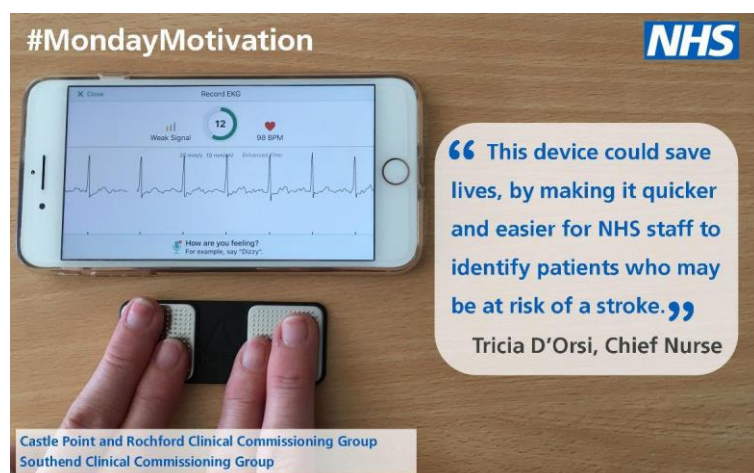 #MondayMotivation
NHS
X Close
Record EKG
12
Weak Signal
98 BPM
Enhanced Filter
How are you feeling?
For example, say "Dizzy".
“ This device could save
lives, by making it quicker
and easier for NHS staff to
identify patients who may
be at risk of a stroke.”
Tricia D’Orsi, Chief Nurse
Castle Point and Rochford Clinical Commissioning Group
Southend Clinical Commissioning Group